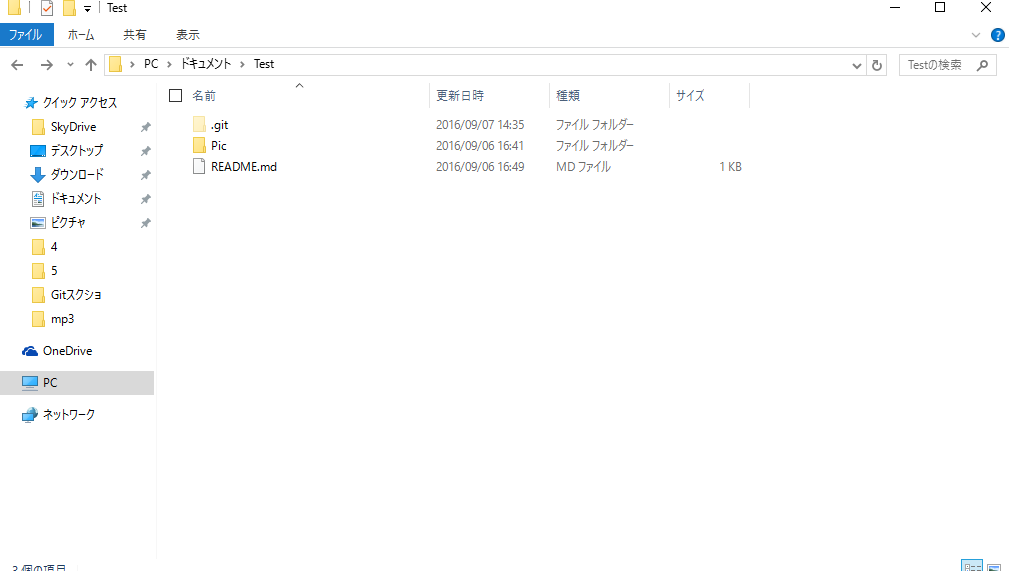 Test
ファイル ホーム 共有 表示
PC ドキュメント Test Testの検索
クイック アクセス
SkyDrive
デスクトップ
ダウンロード
ドキュメント
ピクチャ
4
5
Gitスクショ
mp3
OneDrive
PC
ネットワーク
名前 更新日時 種類 サイズ
.git 2016/09/07 14:35 ファイル フォルダー
Pic 2016/09/06 16:41 ファイル フォルダー
README.md 2016/09/06 16:49 MD ファイル 1 KB
3 個の項目